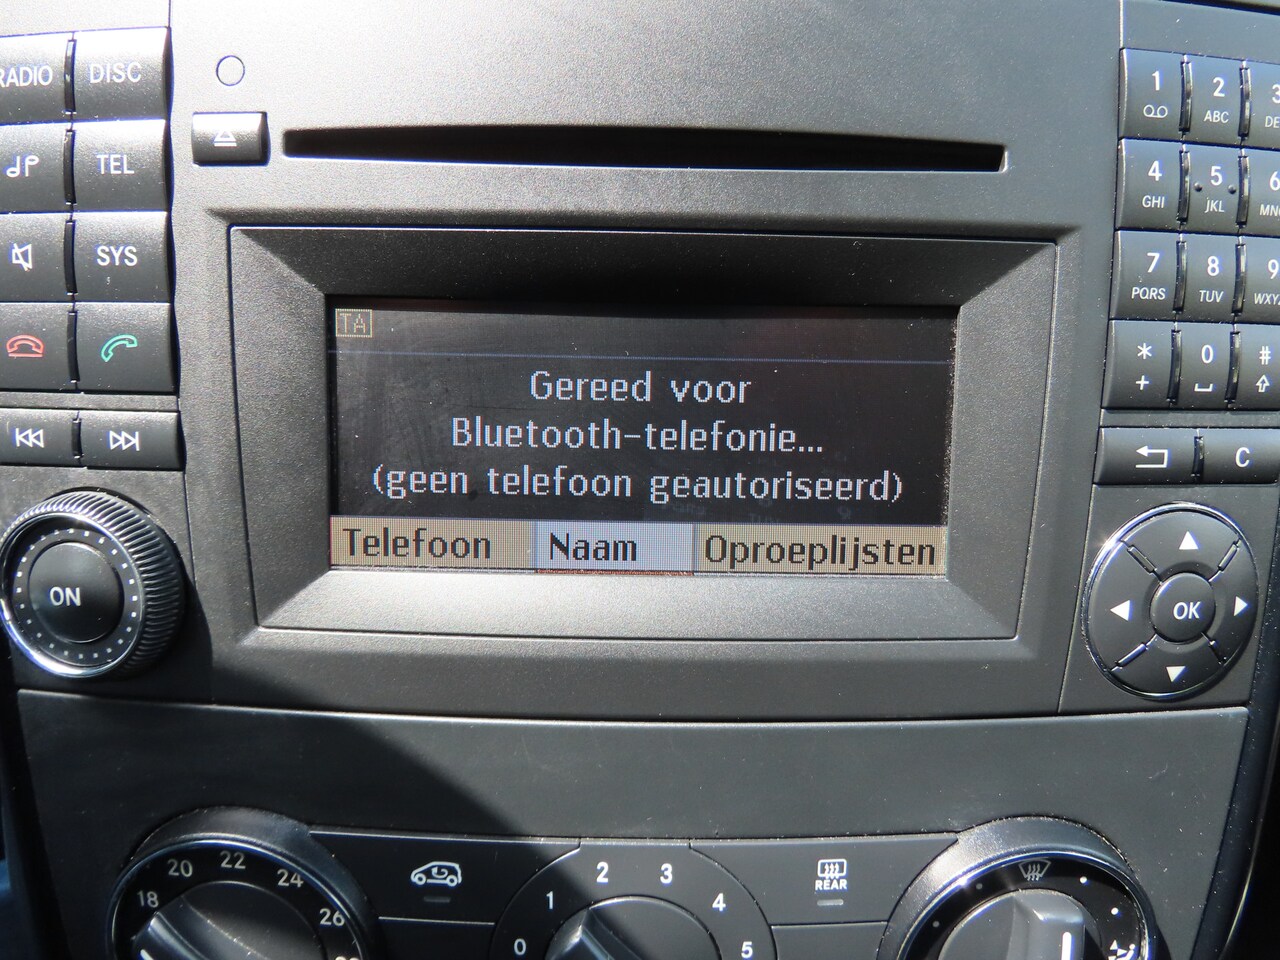 RADIO DISC
TEL
SYS
ON
TA
Gereed voor
Bluetooth-telefonie...
(geen telefoon geautoriseerd)
Telefoon Naam Oproeplijsten
1 2 3
ABC
4 5 6
GHI JKL
7 8 9
PQRS TUV
* 0 #
+
C
OK
18 20 22 24 26
0 1 2 3 4 5
REAR